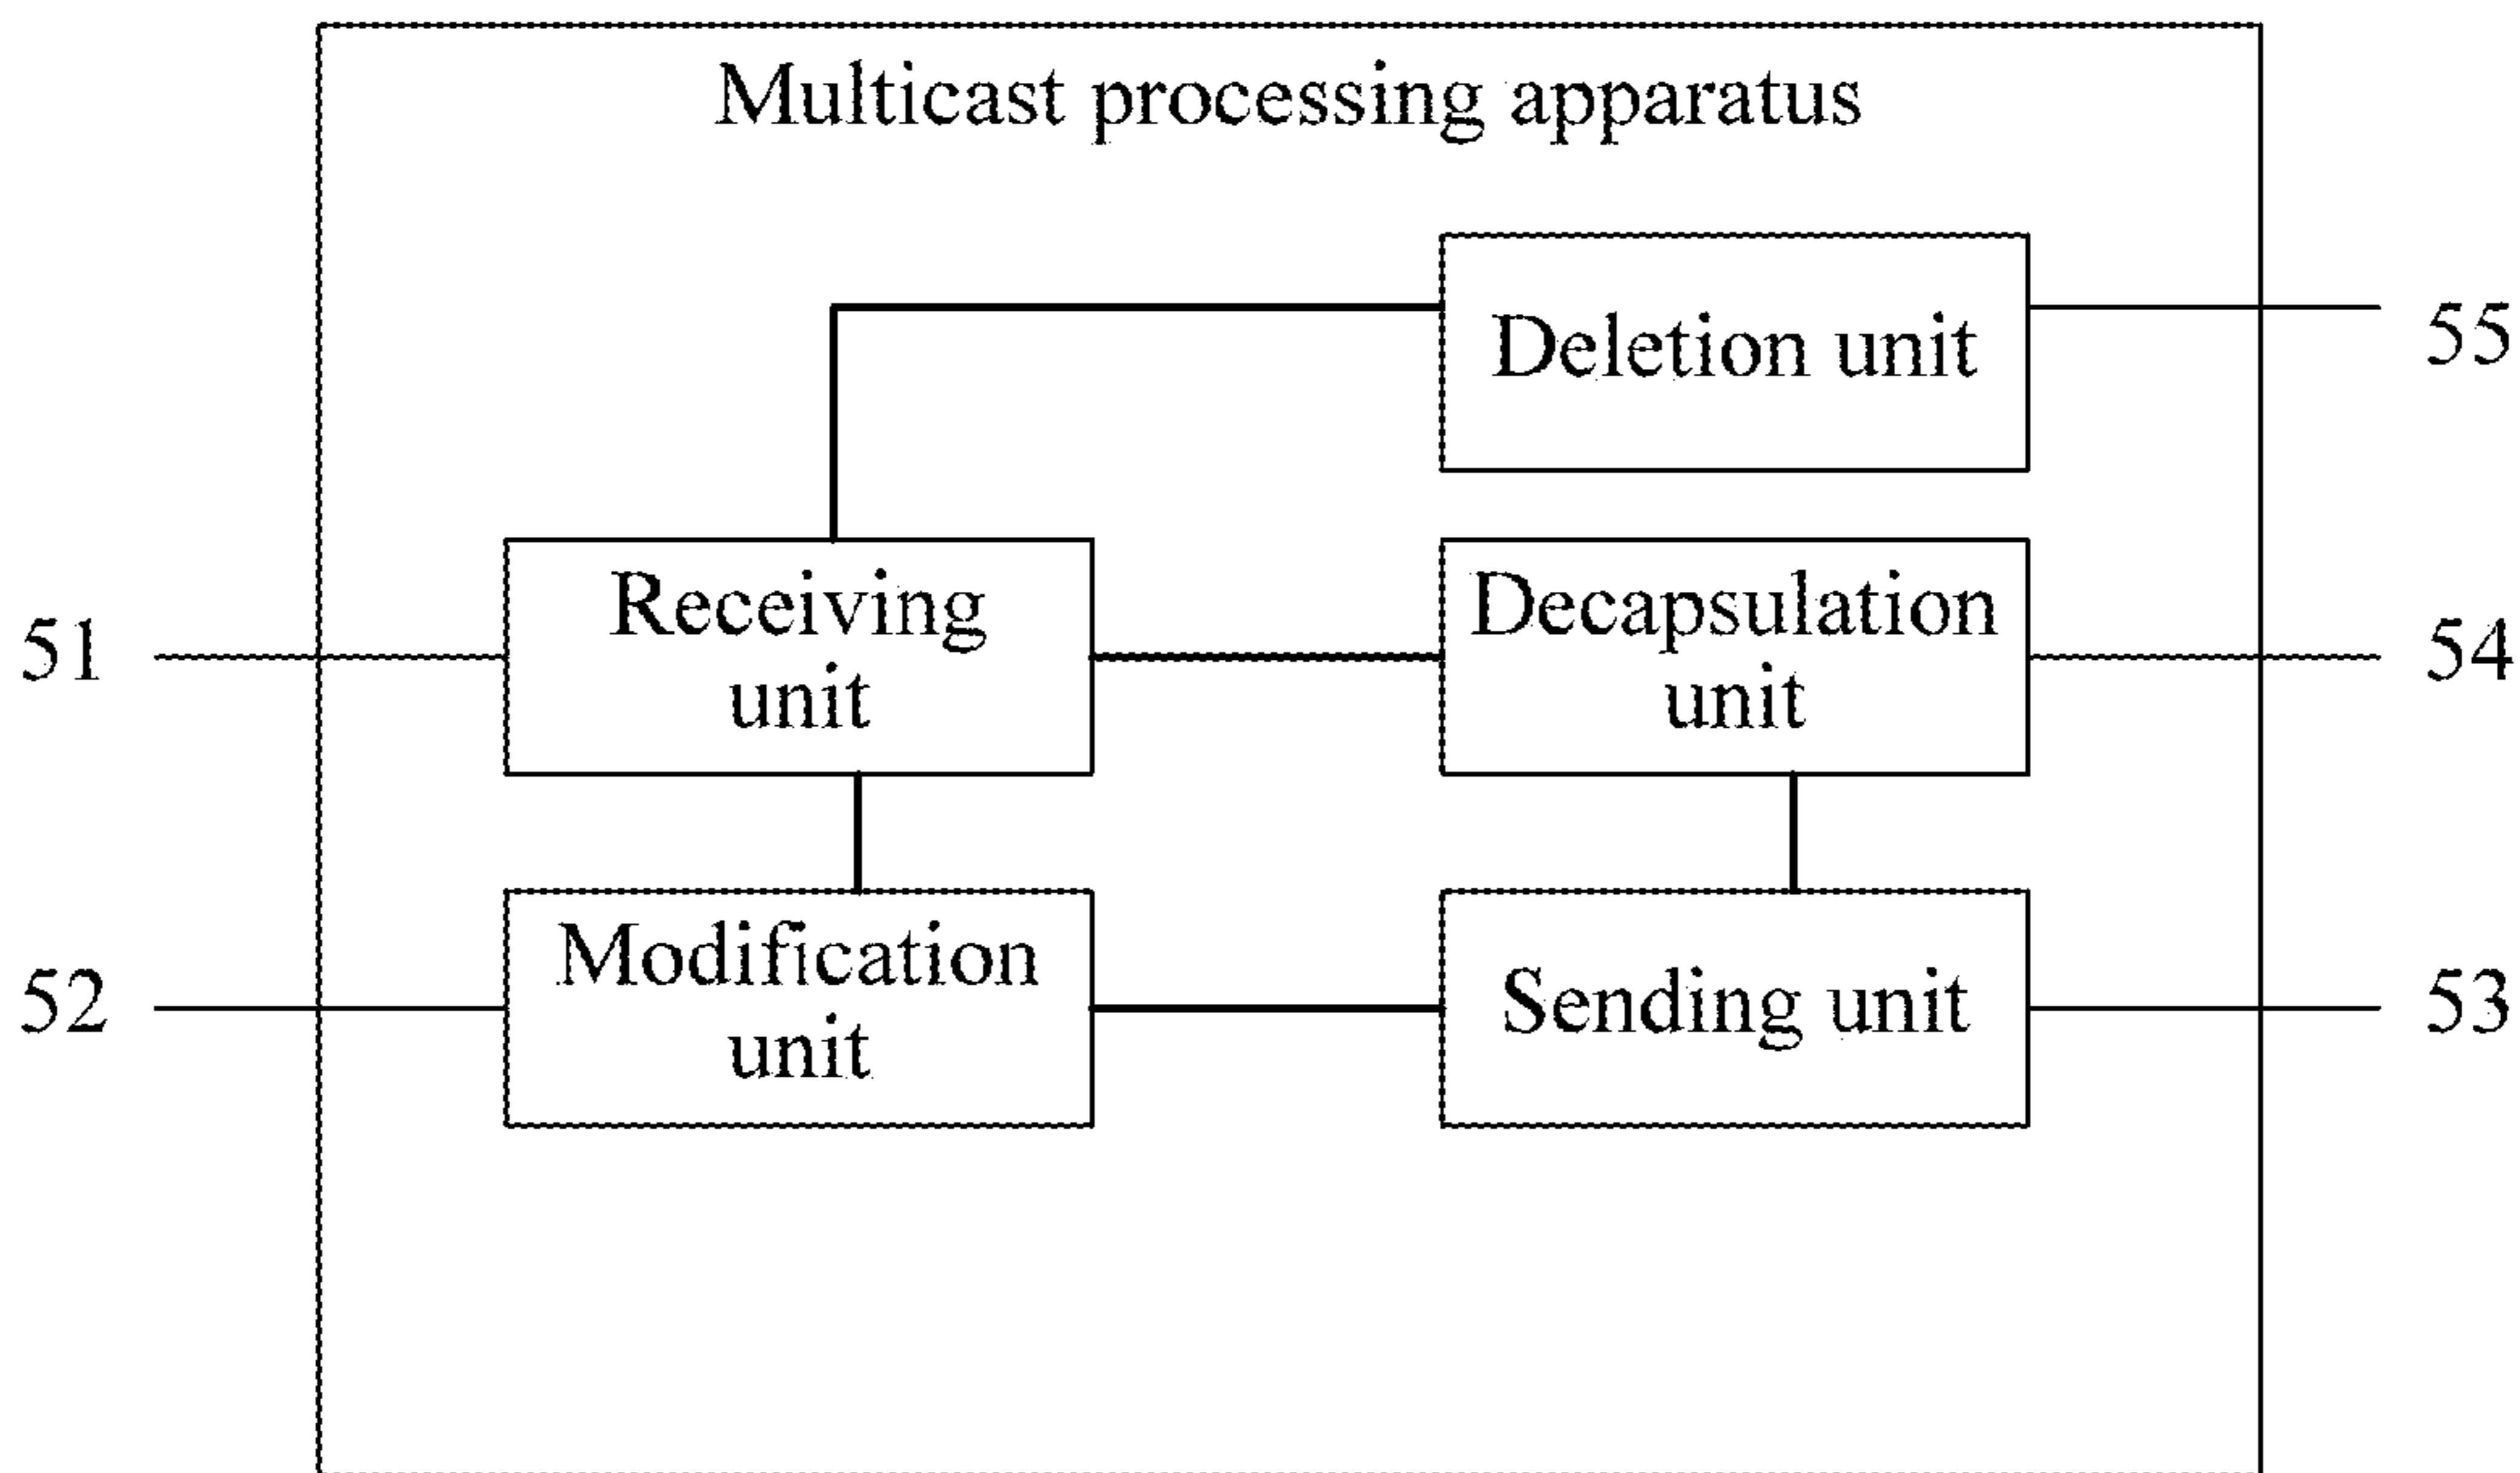 Multicast processing apparatus
Deletion unit
55
51
Receiving
unit
Decapsulation
unit
54
52
Modification
unit
Sending unit
53